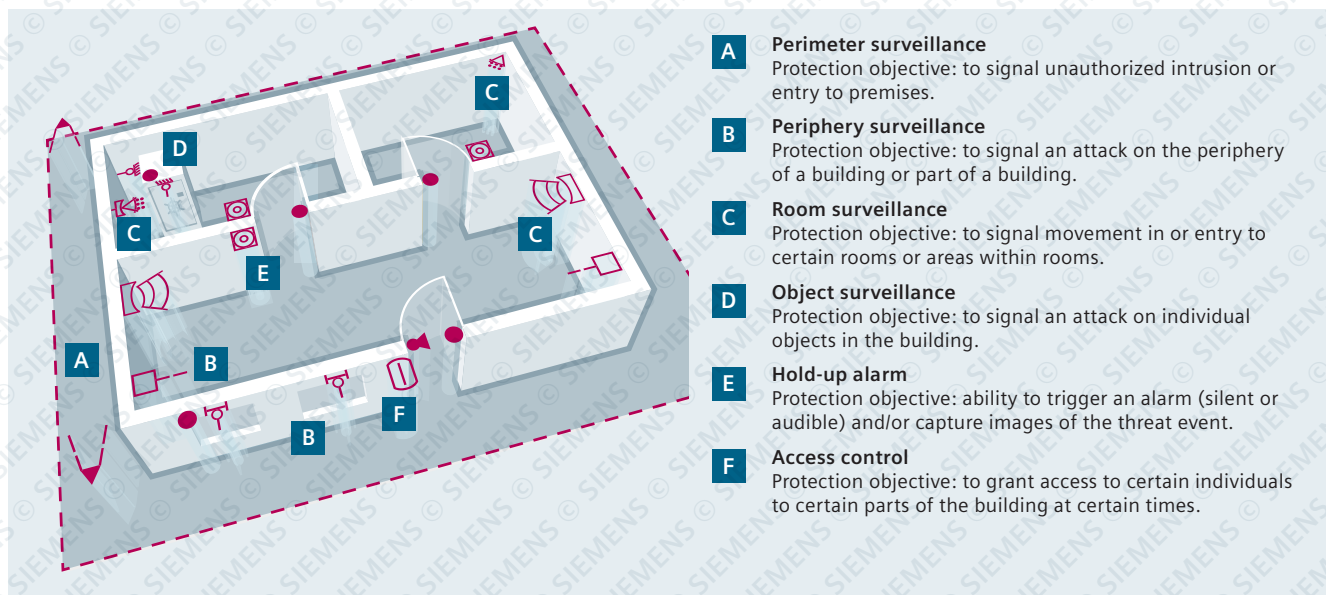 A
Perimeter surveillance
Protection objective: to signal unauthorized intrusion or
entry to premises.
B
Periphery surveillance
Protection objective: to signal an attack on the periphery
of a building or part of a building.
C
Room surveillance
Protection objective: to signal movement in or entry to
certain rooms or areas within rooms.
D
Object surveillance
Protection objective: to signal an attack on individual
objects in the building.
E
Hold-up alarm
Protection objective: ability to trigger an alarm (silent or
audible) and/or capture images of the threat event.
F
Access control
Protection objective: to grant access to certain individuals
to certain parts of the building at certain times.
C
D
C
C
E
A
B
F
B
© SIEMENS